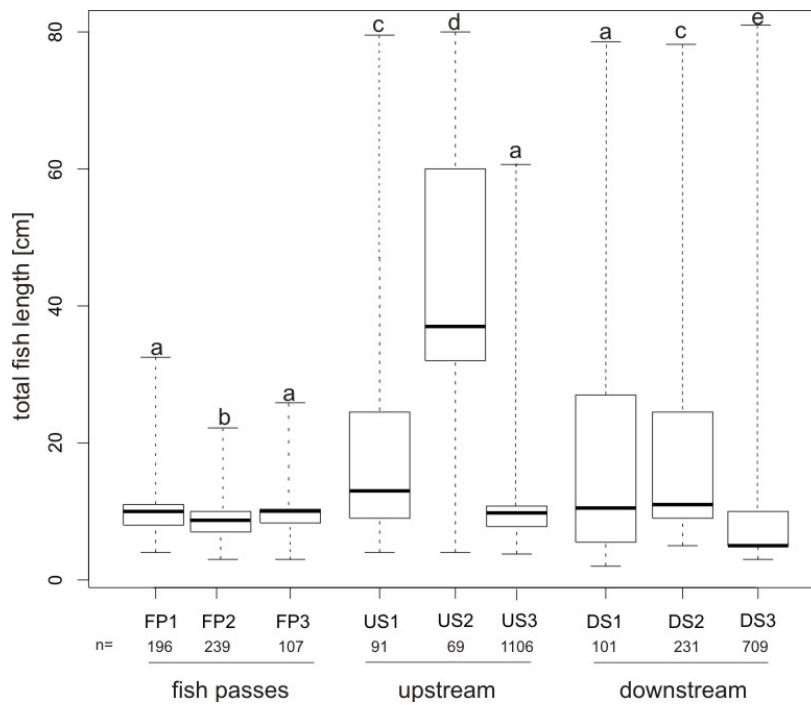 total fish length [cm]
80
60
40
20
0
a
b
a
c
d
a
a
c
e
FP1 FP2 FP3 US1 US2 US3 DS1 DS2 DS3
n= 196 239 107 91 69 1106 101 231 709
fish passes upstream downstream